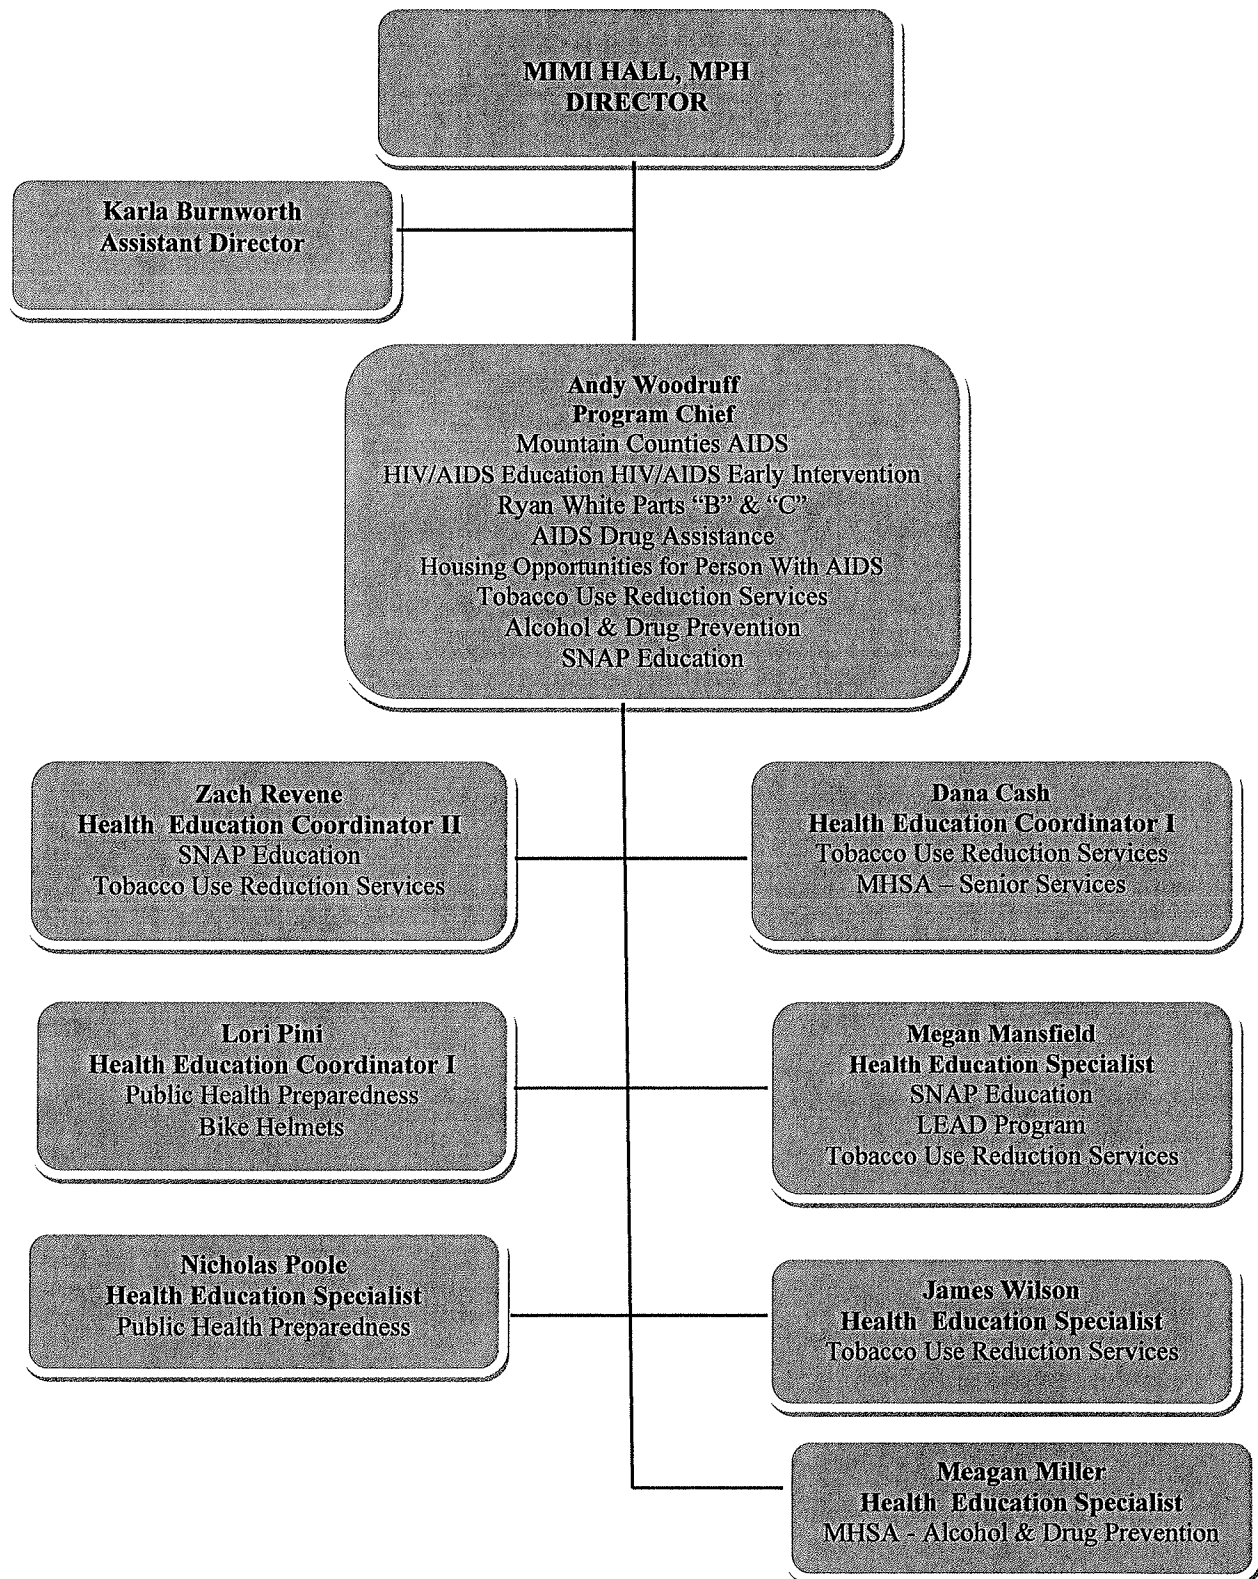 MIMI HALL, MPH
DIRECTOR
Karla Burnworth
Assistant Director
Andy Woodruff
Program Chief
Mountain Counties AIDS
HIV/AIDS Education HIV/AIDS Early Intervention
Ryan White Parts “B” & “C”
AIDS Drug Assistance
Housing Opportunities for Person With AIDS
Tobacco Use Reduction Services
Alcohol & Drug Prevention
SNAP Education
Zach Revene
Health Education Coordinator II
SNAP Education
Tobacco Use Reduction Services
Dana Cash
Health Education Coordinator I
Tobacco Use Reduction Services
MHSA – Senior Services
Lori Pini
Health Education Coordinator I
Public Health Preparedness
Bike Helmets
Megan Mansfield
Health Education Specialist
SNAP Education
LEAD Program
Tobacco Use Reduction Services
Nicholas Poole
Health Education Specialist
Public Health Preparedness
James Wilson
Health Education Specialist
Tobacco Use Reduction Services
Meagan Miller
Health Education Specialist
MHSA - Alcohol & Drug Prevention